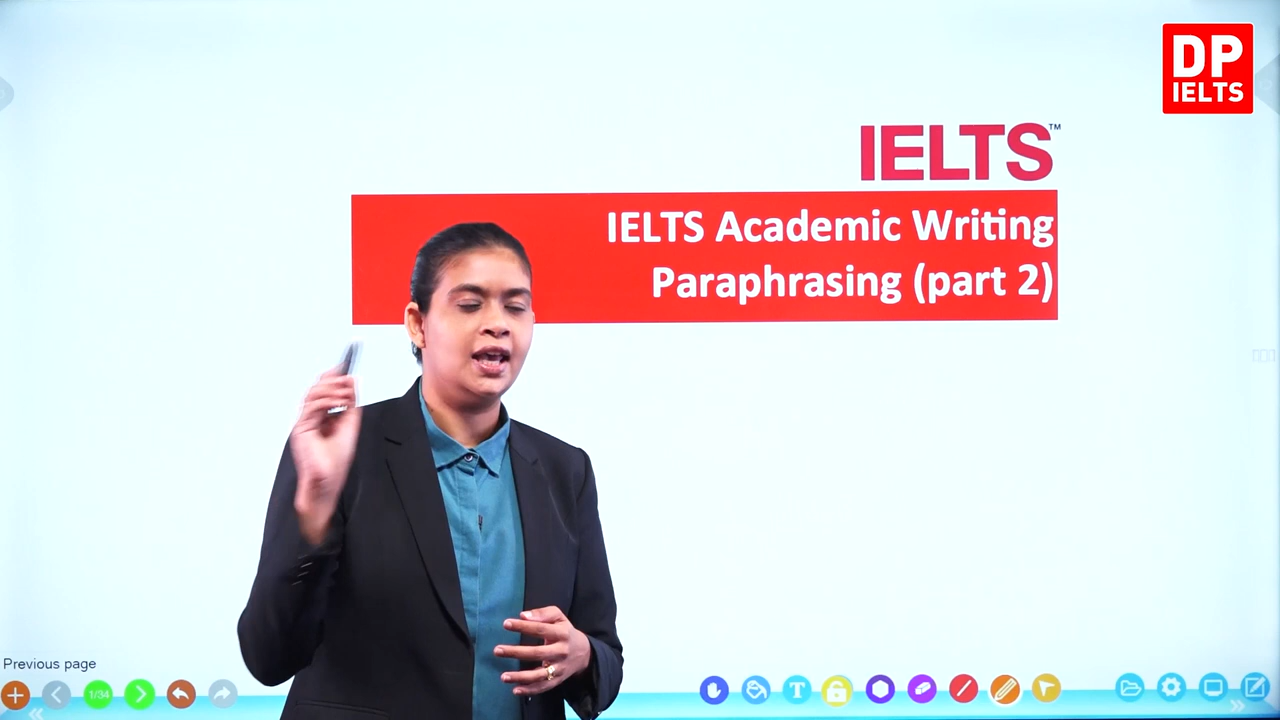 DP
IELTS
IELTS™
IELTS Academic Writing
Paraphrasing (part 2)
Previous page
1/34
T